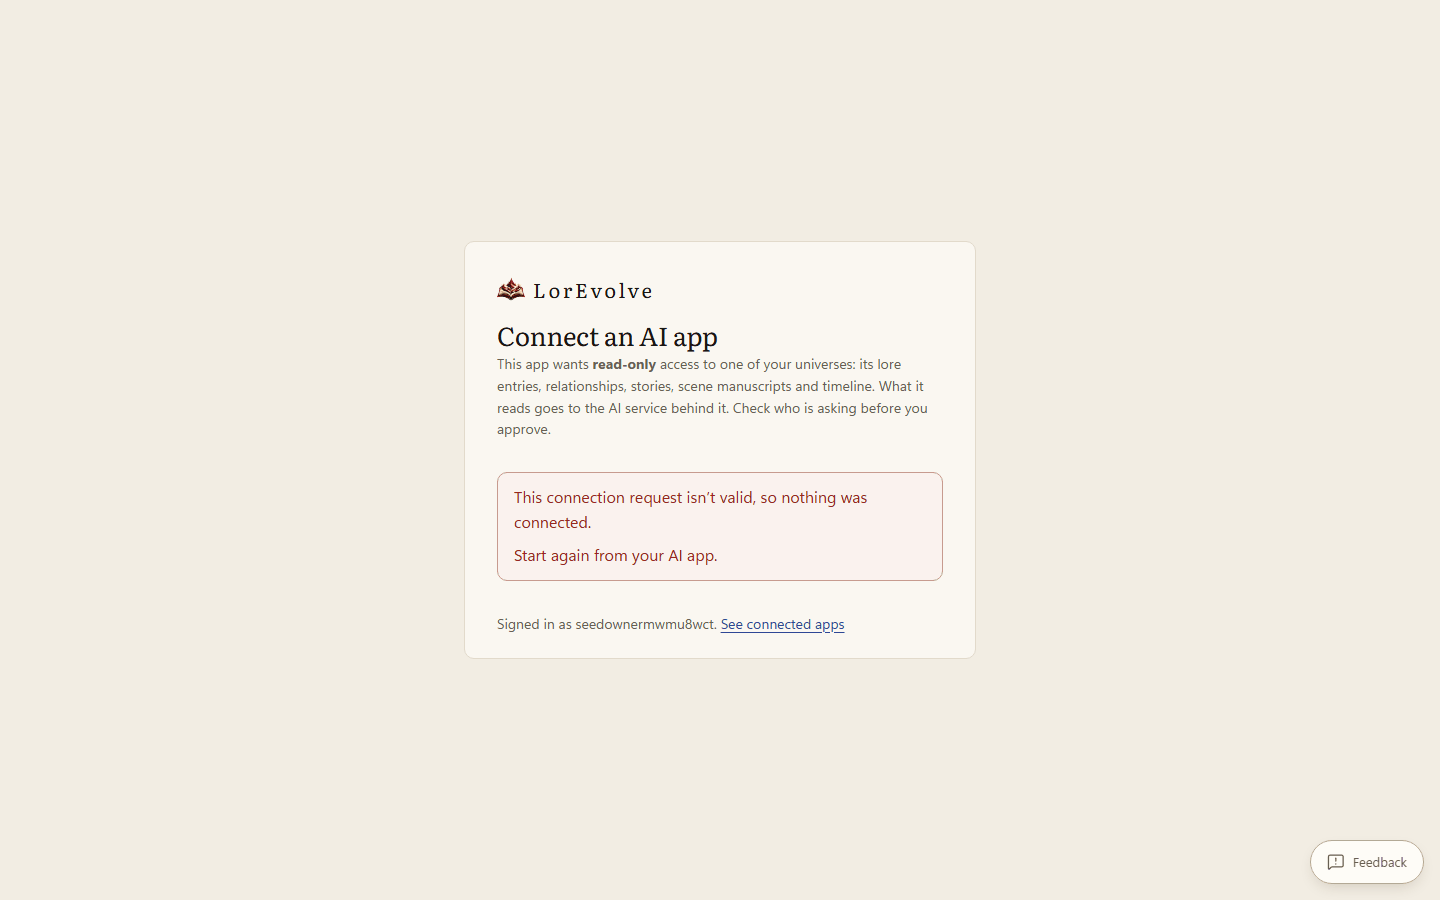 LorEvolve
Connect an AI app
This app wants read-only access to one of your universes: its lore
entries, relationships, stories, scene manuscripts and timeline. What it
reads goes to the AI service behind it. Check who is asking before you
approve.
This connection request isn’t valid, so nothing was
connected.
Start again from your AI app.
Signed in as seedownermwmu8wct. See connected apps
Feedback